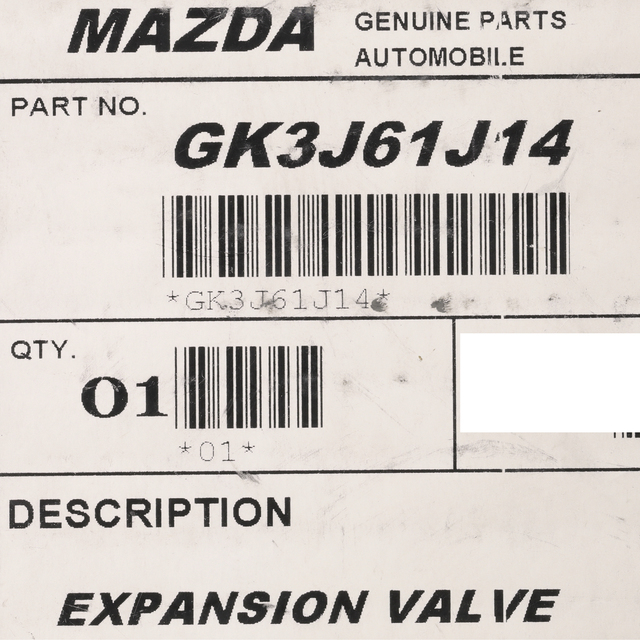 MAZDA GENUINE PARTS
AUTOMOBILE
PART NO.
GK3J61J14
*GK3J61J14*
QTY.
01
*01*
DESCRIPTION
EXPANSION VALVE